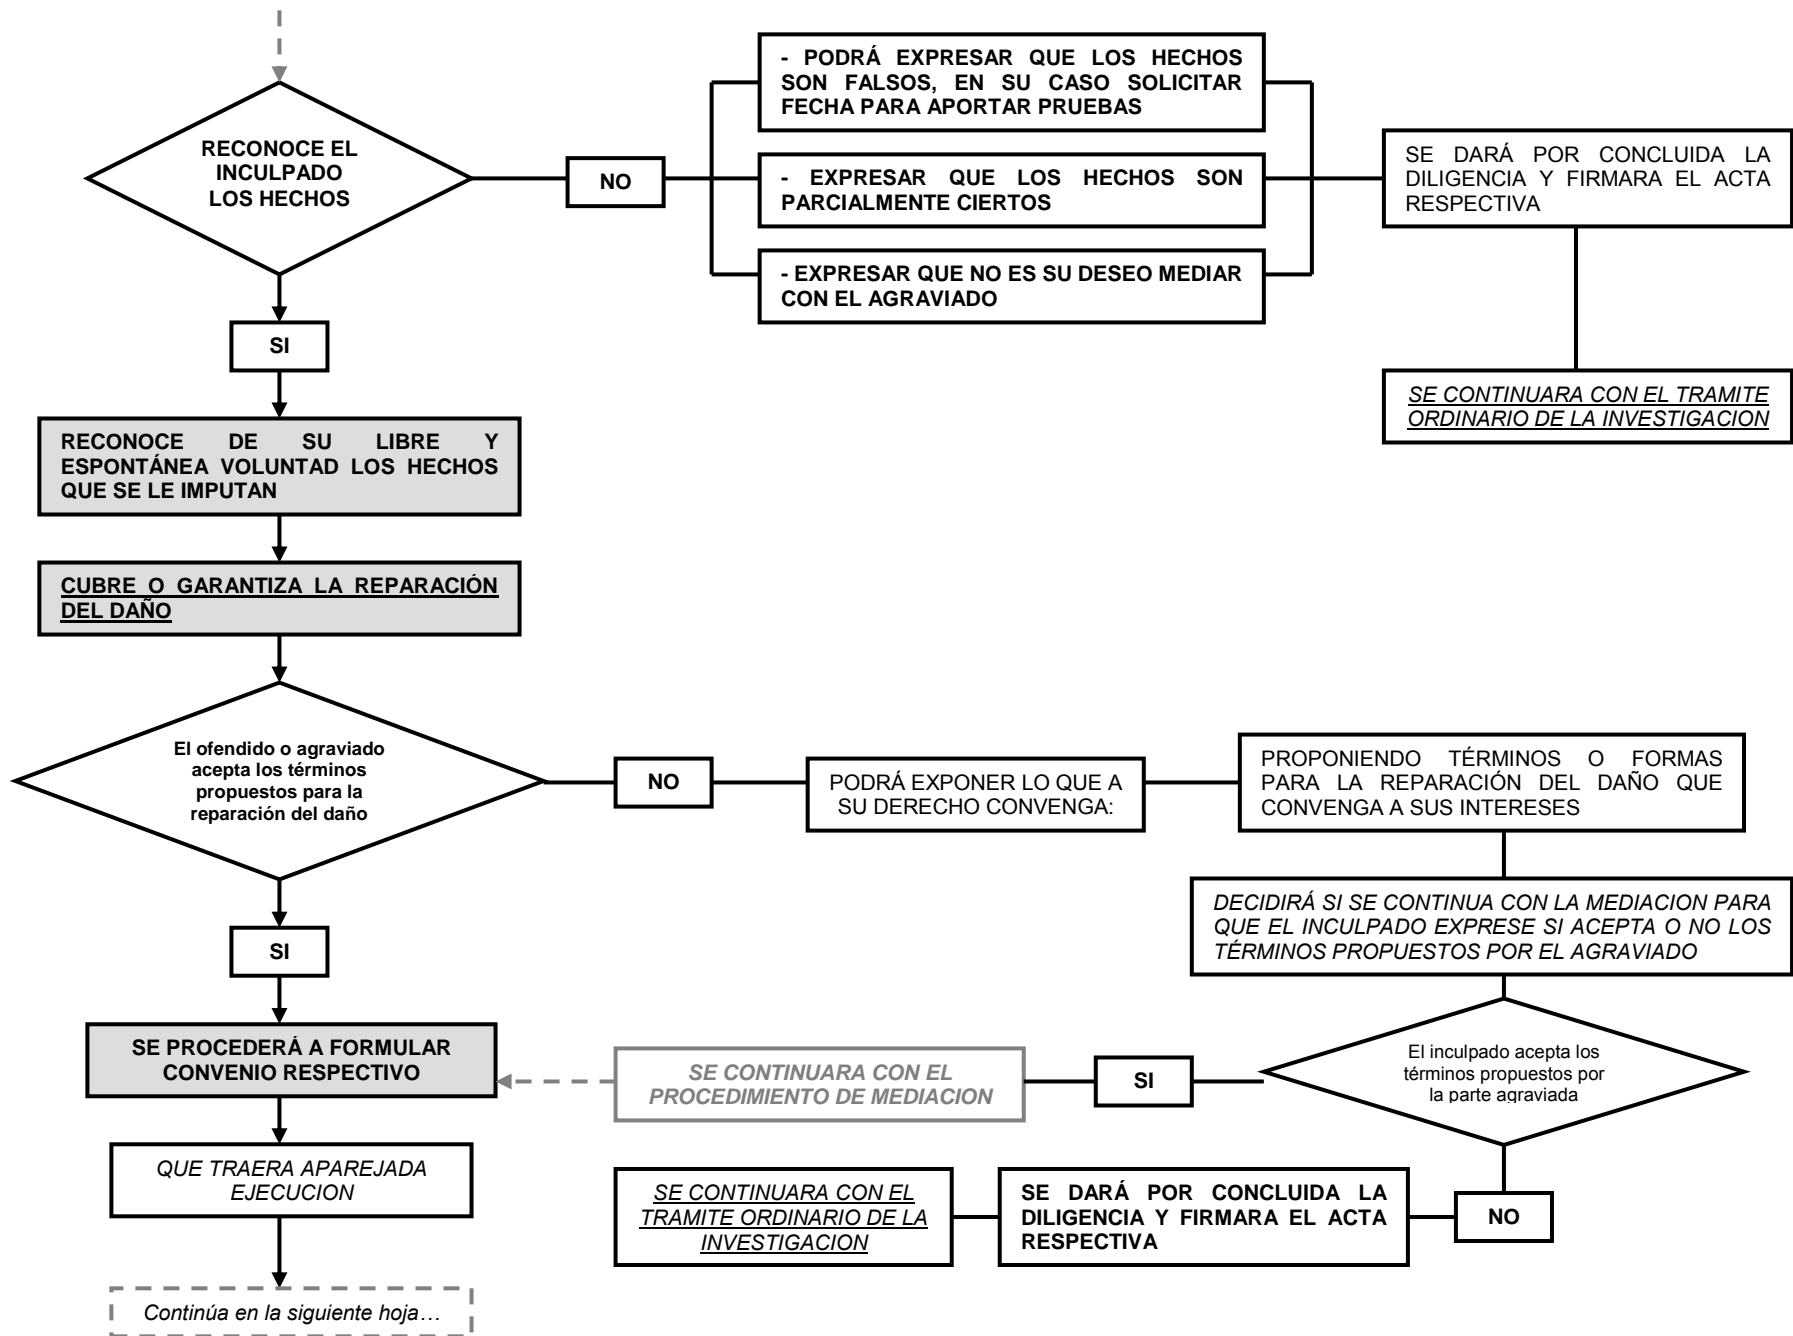 - PODRÁ EXPRESAR QUE LOS HECHOS
SON FALSOS, EN SU CASO SOLICITAR
FECHA PARA APORTAR PRUEBAS
RECONOCE EL
INCULPADO
LOS HECHOS
NO
- EXPRESAR QUE LOS HECHOS SON
PARCIALMENTE CIERTOS
SE DARÁ POR CONCLUIDA LA
DILIGENCIA Y FIRMARA EL ACTA
RESPECTIVA
- EXPRESAR QUE NO ES SU DESEO MEDIAR
CON EL AGRAVIADO
SI
SE CONTINUARA CON EL TRAMITE
ORDINARIO DE LA INVESTIGACION
RECONOCE DE SU LIBRE Y
ESPONTÁNEA VOLUNTAD LOS HECHOS
QUE SE LE IMPUTAN
CUBRE O GARANTIZA LA REPARACIÓN
DEL DAÑO
El ofendido o agraviado
acepta los términos
propuestos para la
reparación del daño
NO
PODRÁ EXPONER LO QUE A
SU DERECHO CONVENGA:
PROPONIENDO TÉRMINOS O FORMAS
PARA LA REPARACIÓN DEL DAÑO QUE
CONVENGA A SUS INTERESES
DECIDIRÁ SI SE CONTINUA CON LA MEDIACION PARA
QUE EL INCULPADO EXPRESE SI ACEPTA O NO LOS
TÉRMINOS PROPUESTOS POR EL AGRAVIADO
SI
SE PROCEDERÁ A FORMULAR
CONVENIO RESPECTIVO
SE CONTINUARA CON EL
PROCEDIMIENTO DE MEDIACION
SI
El inculpado acepta los
términos propuestos por
la parte agraviada
QUE TRAERA APAREJADA
EJECUCION
SE CONTINUARA CON EL
TRAMITE ORDINARIO DE LA
INVESTIGACION
SE DARÁ POR CONCLUIDA LA
DILIGENCIA Y FIRMARA EL ACTA
RESPECTIVA
NO
Continúa en la siguiente hoja…